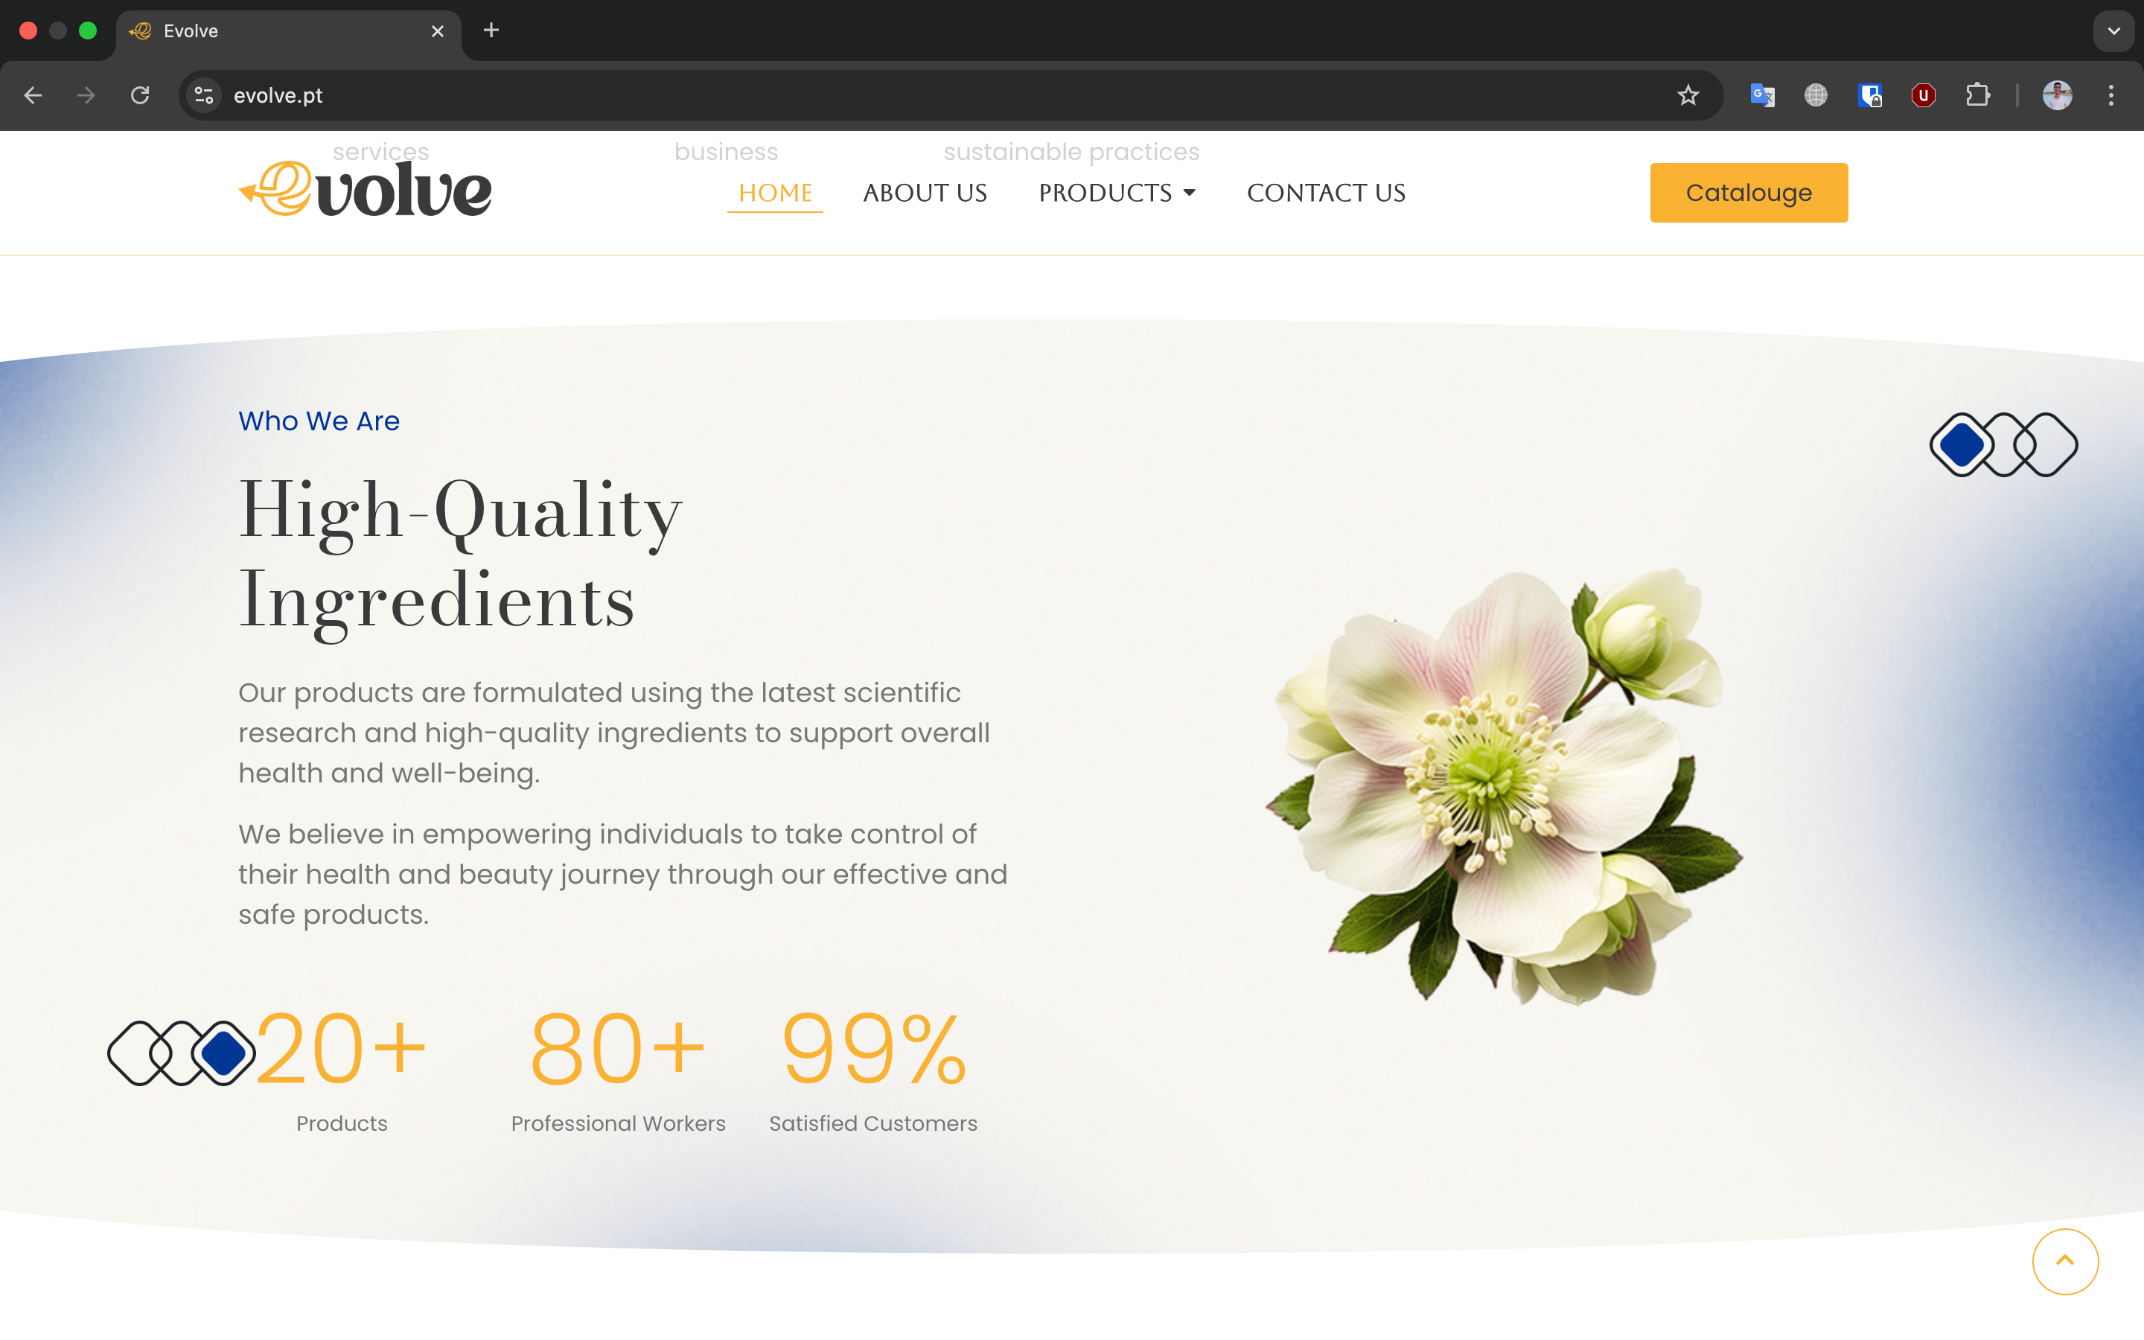 Evolve
evolve.pt
services business sustainable practices
evolve
HOME ABOUT US PRODUCTS CONTACT US
Catalouge
Who We Are
High-Quality
Ingredients
Our products are formulated using the latest scientific
research and high-quality ingredients to support overall
health and well-being.
We believe in empowering individuals to take control of
their health and beauty journey through our effective and
safe products.
20+ 80+ 99%
Products Professional Workers Satisfied Customers